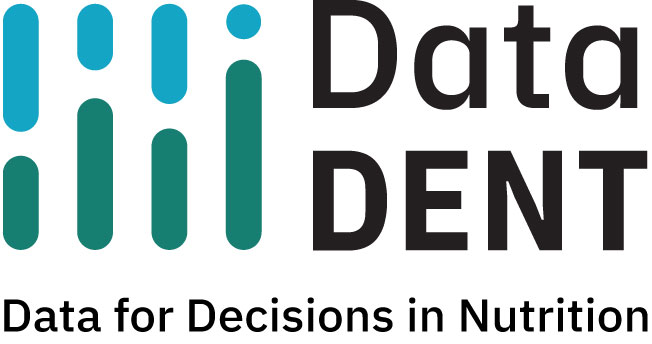 Data
DENT
Data for Decisions in Nutrition